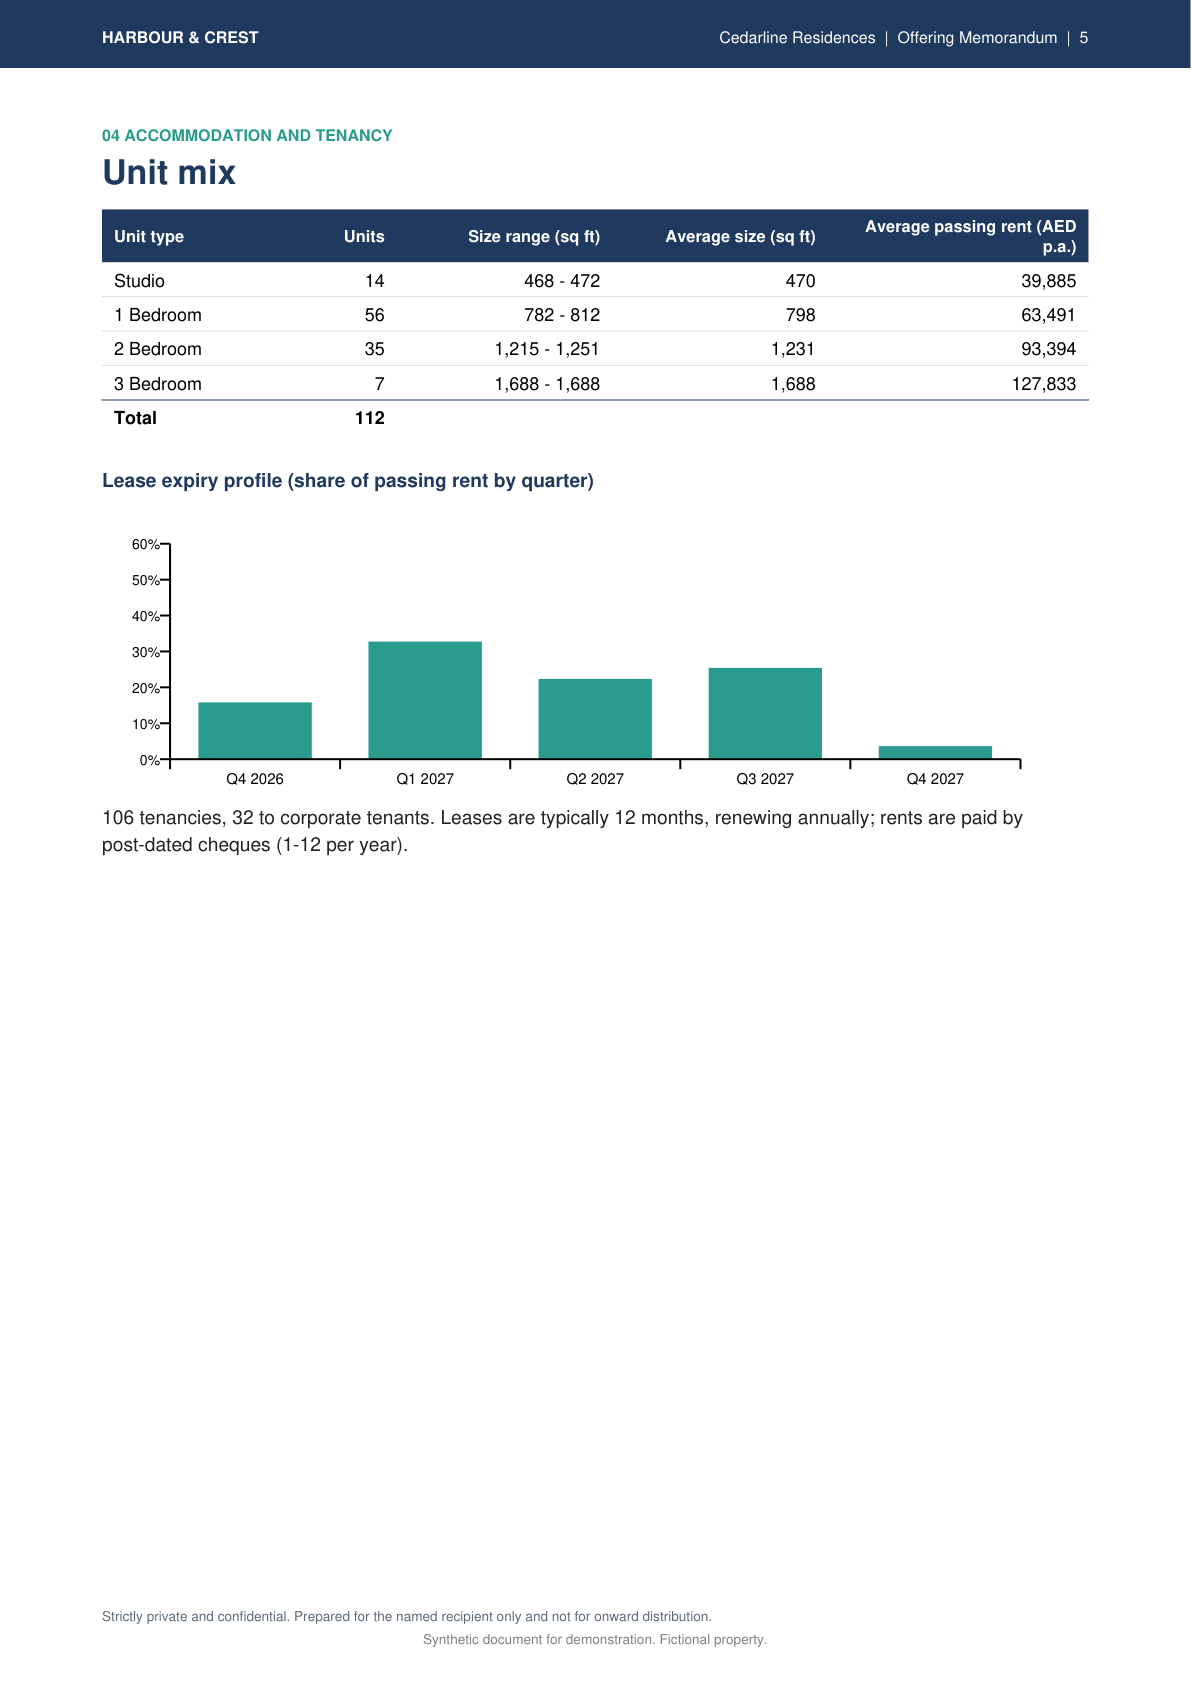 HARBOUR & CREST
Cedarline Residences | Offering Memorandum | 5
04 ACCOMMODATION AND TENANCY
Unit mix
Unit type Units Size range (sq ft) Average size (sq ft) Average passing rent (AED p.a.)
Studio 14 468 - 472 470 39,885
1 Bedroom 56 782 - 812 798 63,491
2 Bedroom 35 1,215 - 1,251 1,231 93,394
3 Bedroom 7 1,688 - 1,688 1,688 127,833
Total 112
Lease expiry profile (share of passing rent by quarter)
60%
50%
40%
30%
20%
10%
0%
Q4 2026 Q1 2027 Q2 2027 Q3 2027 Q4 2027
106 tenancies, 32 to corporate tenants. Leases are typically 12 months, renewing annually; rents are paid by
post-dated cheques (1-12 per year).
Strictly private and confidential. Prepared for the named recipient only and not for onward distribution.
Synthetic document for demonstration. Fictional property.